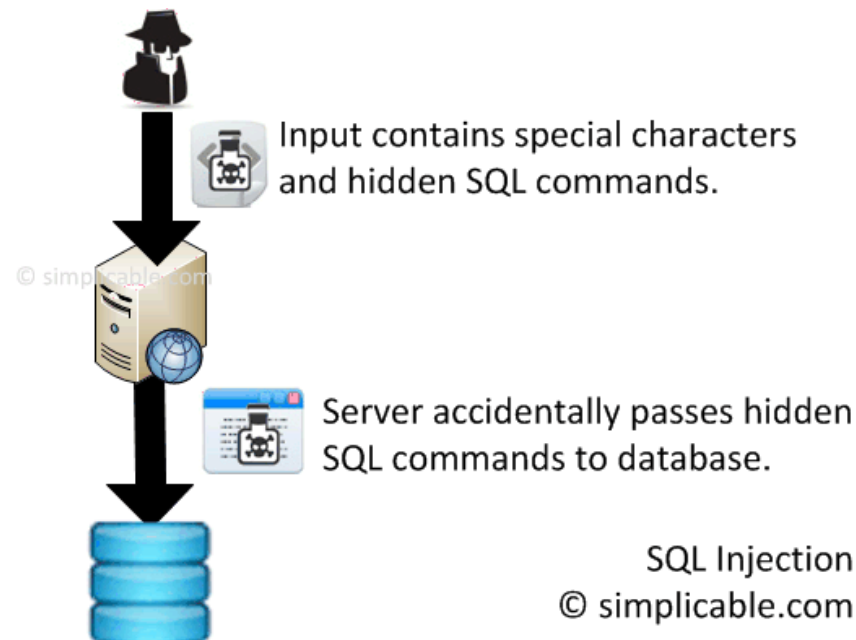 Input contains special characters
and hidden SQL commands.
© simplicable.com
Server accidentally passes hidden
SQL commands to database.
SQL Injection
© simplicable.com